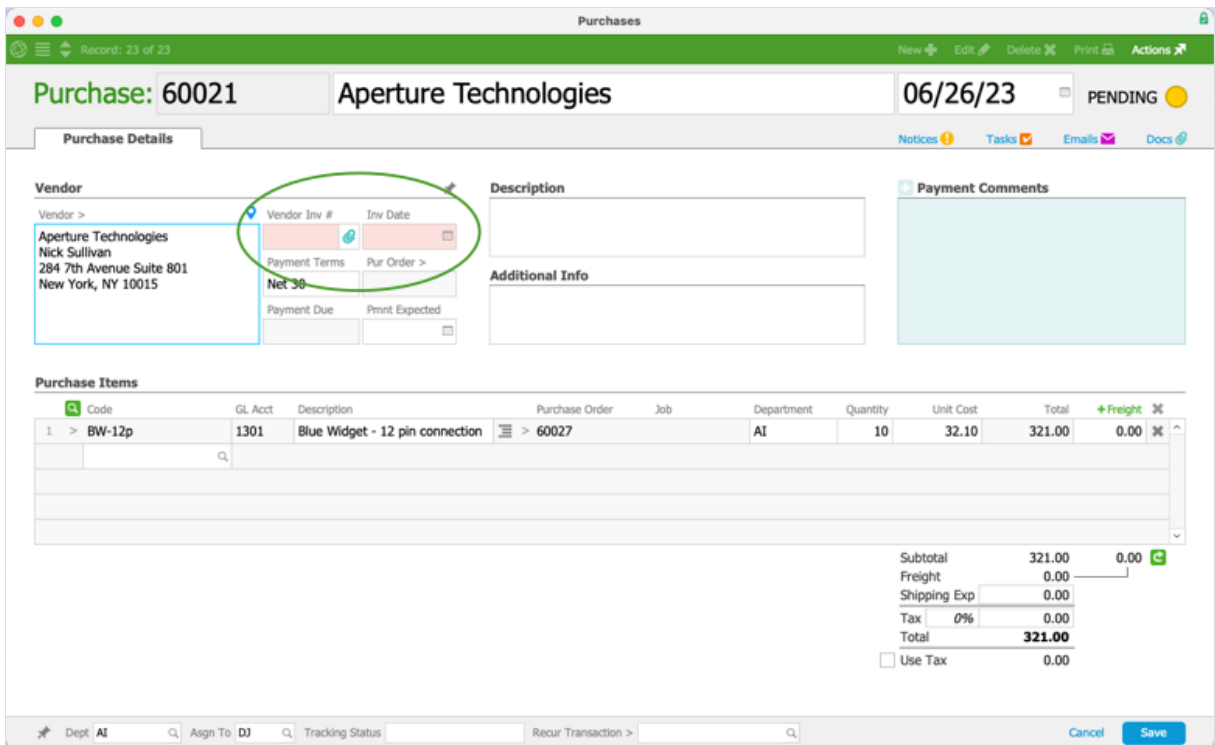 Purchases
Record: 23 of 23 New Edit Delete Print Actions
Purchase: 60021 Aperture Technologies 06/26/23 PENDING
Purchase Details Notices Tasks Emails Docs
Vendor Description Payment Comments
Vendor > Vendor Inv # Inv Date
Aperture Technologies
Nick Sullivan
284 7th Avenue Suite 801
New York, NY 10015
Payment Terms Pur Order >
Net 30
Payment Due Pmnt Expected
Additional Info
Purchase Items
Code GL Acct Description Purchase Order Job Department Quantity Unit Cost Total + Freight
1 > BW-12p 1301 Blue Widget - 12 pin connection > 60027 AI 10 32.10 321.00 0.00
Subtotal 321.00 0.00
Freight 0.00
Shipping Exp 0.00
Tax 0% 0.00
Total 321.00
Use Tax 0.00
Dept AI Asgn To DJ Tracking Status Recur Transaction > Cancel Save